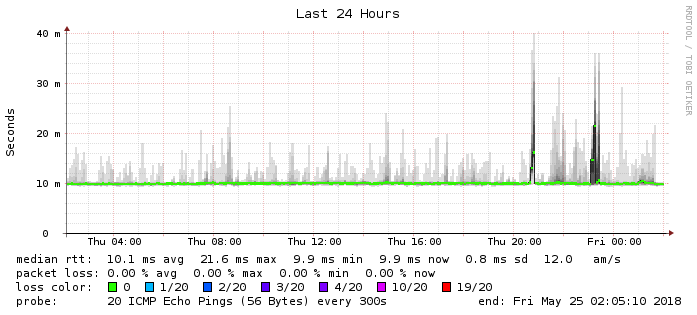 Last 24 Hours
RRDTOOL / TOBI OETIKER
Seconds
40 m
30 m
20 m
10 m
0
Thu 04:00 Thu 08:00 Thu 12:00 Thu 16:00 Thu 20:00 Fri 00:00
median rtt: 10.1 ms avg 21.6 ms max 9.9 ms min 9.9 ms now 0.8 ms sd 12.0 am/s
packet loss: 0.00 % avg 0.00 % max 0.00 % min 0.00 % now
loss color: 0 1/20 2/20 3/20 4/20 10/20 19/20
probe: 20 ICMP Echo Pings (56 Bytes) every 300s end: Fri May 25 02:05:10 2018